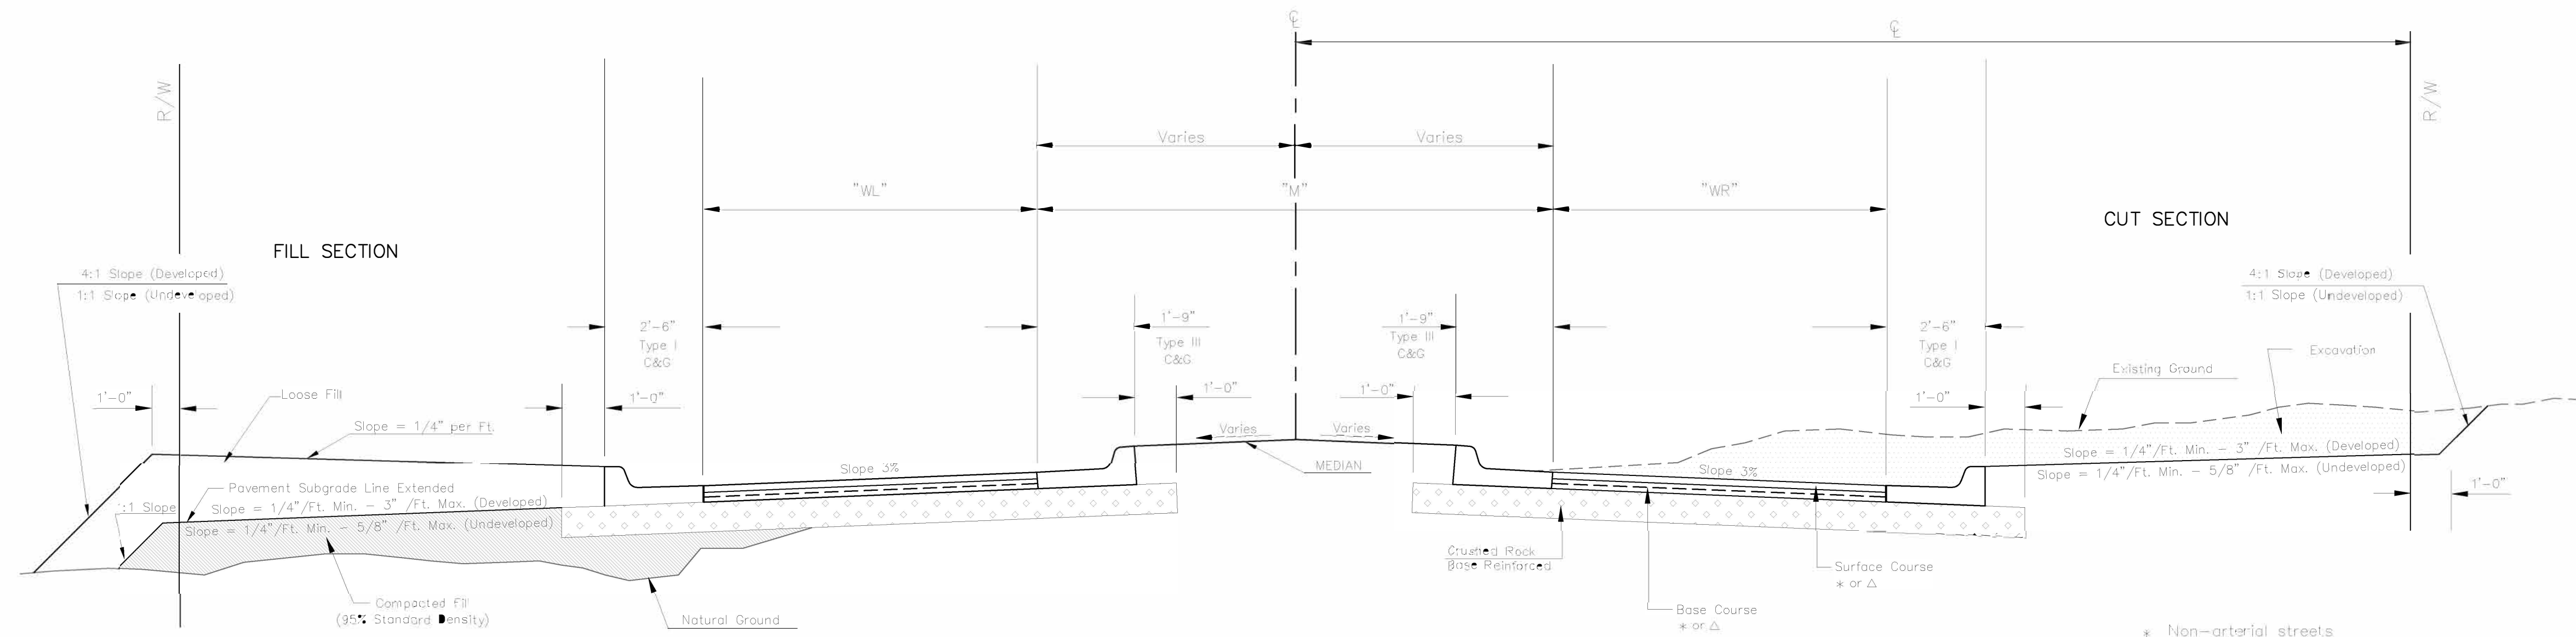 ℄
℄
R/W
R/W
Varies
Varies
"WL"
"M"
"WR"
FILL SECTION
CUT SECTION
4:1 Slope (Developed)
1:1 Slope (Undeveloped)
4:1 Slope (Developed)
1:1 Slope (Undeveloped)
2'-6"
Type I
C&G
1'-9"
Type III
C&G
1'-9"
Type III
C&G
2'-6"
Type I
C&G
Excavation
Existing Ground
1'-0"
Loose Fill
1'-0"
1'-0"
1'-0"
1'-0"
Slope = 1/4" per Ft.
Varies
Varies
MEDIAN
Slope 3%
Slope 3%
Slope = 1/4"/Ft. Min. - 3" /Ft. Max. (Developed)
Slope = 1/4"/Ft. Min. - 5/8" /Ft. Max. (Undeveloped)
1'-0"
Pavement Subgrade Line Extended
Slope = 1/4"/Ft. Min. - 3" /Ft. Max. (Developed)
:1 Slope
Slope = 1/4"/Ft. Min. - 5/8" /Ft. Max. (Undeveloped)
Crushed Rock
Base Reinforced
Surface Course
* or △
Base Course
* or △
Compacted Fill
(95% Standard Density)
Natural Ground
* Non-arterial streets